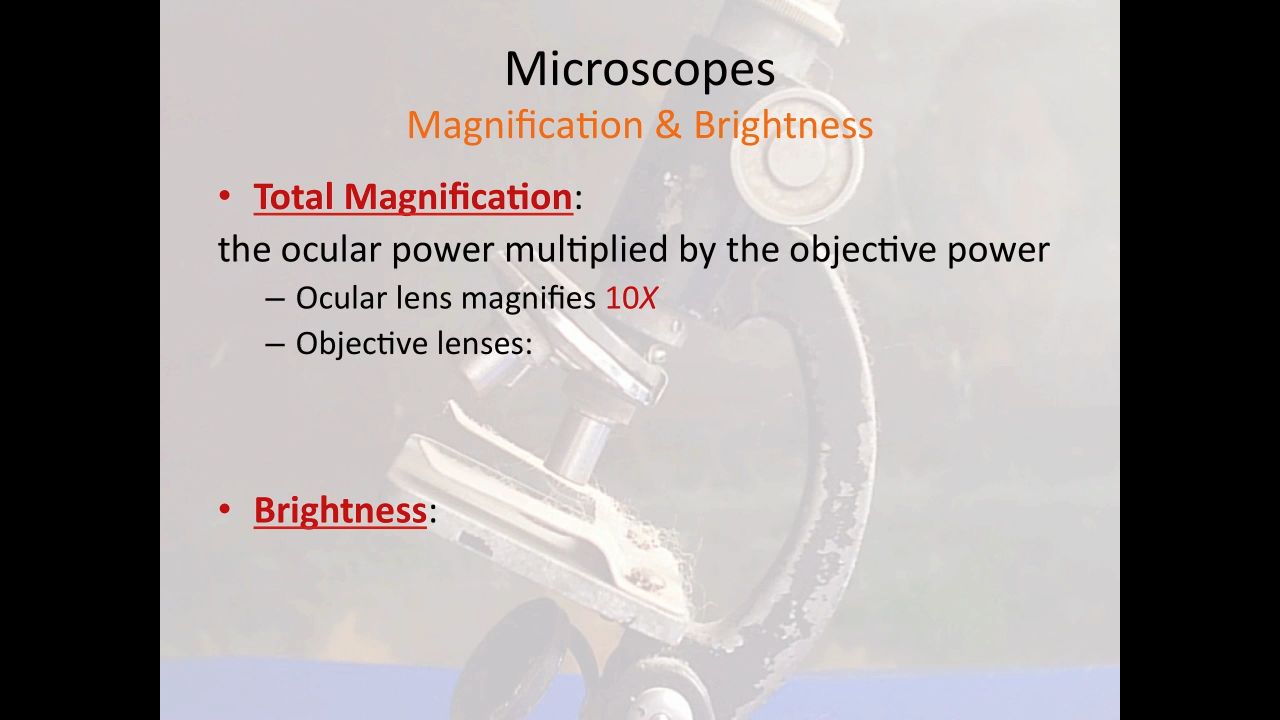 Microscopes
Magnification & Brightness
• Total Magnification:
the ocular power multiplied by the objective power
– Ocular lens magnifies 10X
– Objective lenses:
• Brightness: